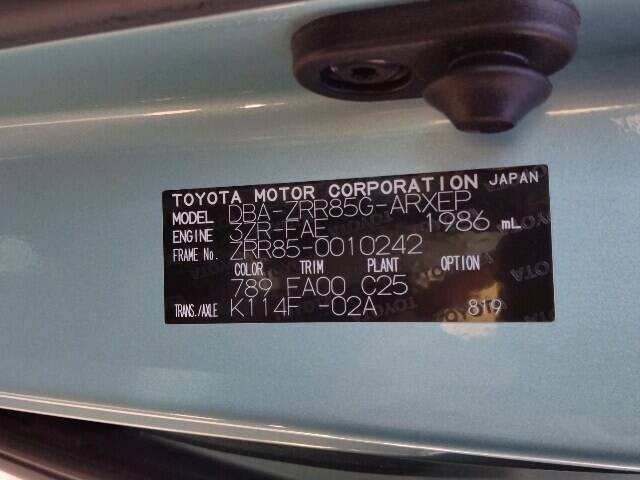 TOYOTA MOTOR CORPORATION JAPAN
MODEL DBA-ZRR85G-ARXEP
ENGINE 3ZR-FAE 1986 mL
FRAME No. ZRR85-0010242
COLOR TRIM PLANT OPTION
789 FA00 C25
TRANS./AXLE K114F -02A 819